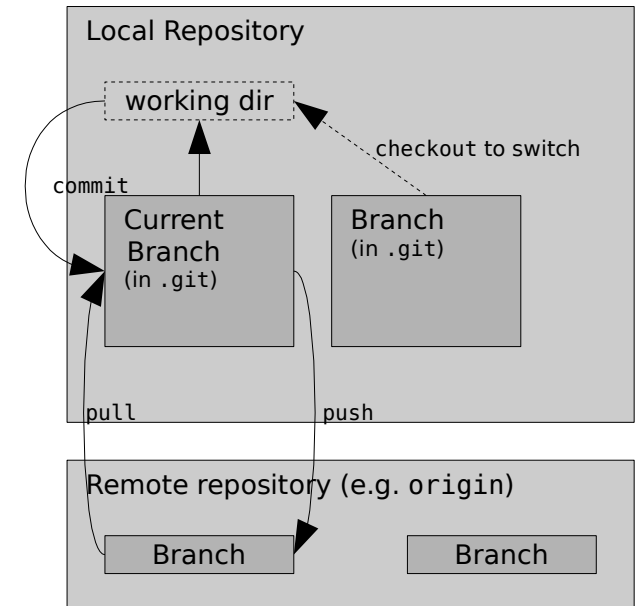 Local Repository
working dir
checkout to switch
commit
Current
Branch
(in .git)
Branch
(in .git)
pull
push
Remote repository (e.g. origin)
Branch
Branch